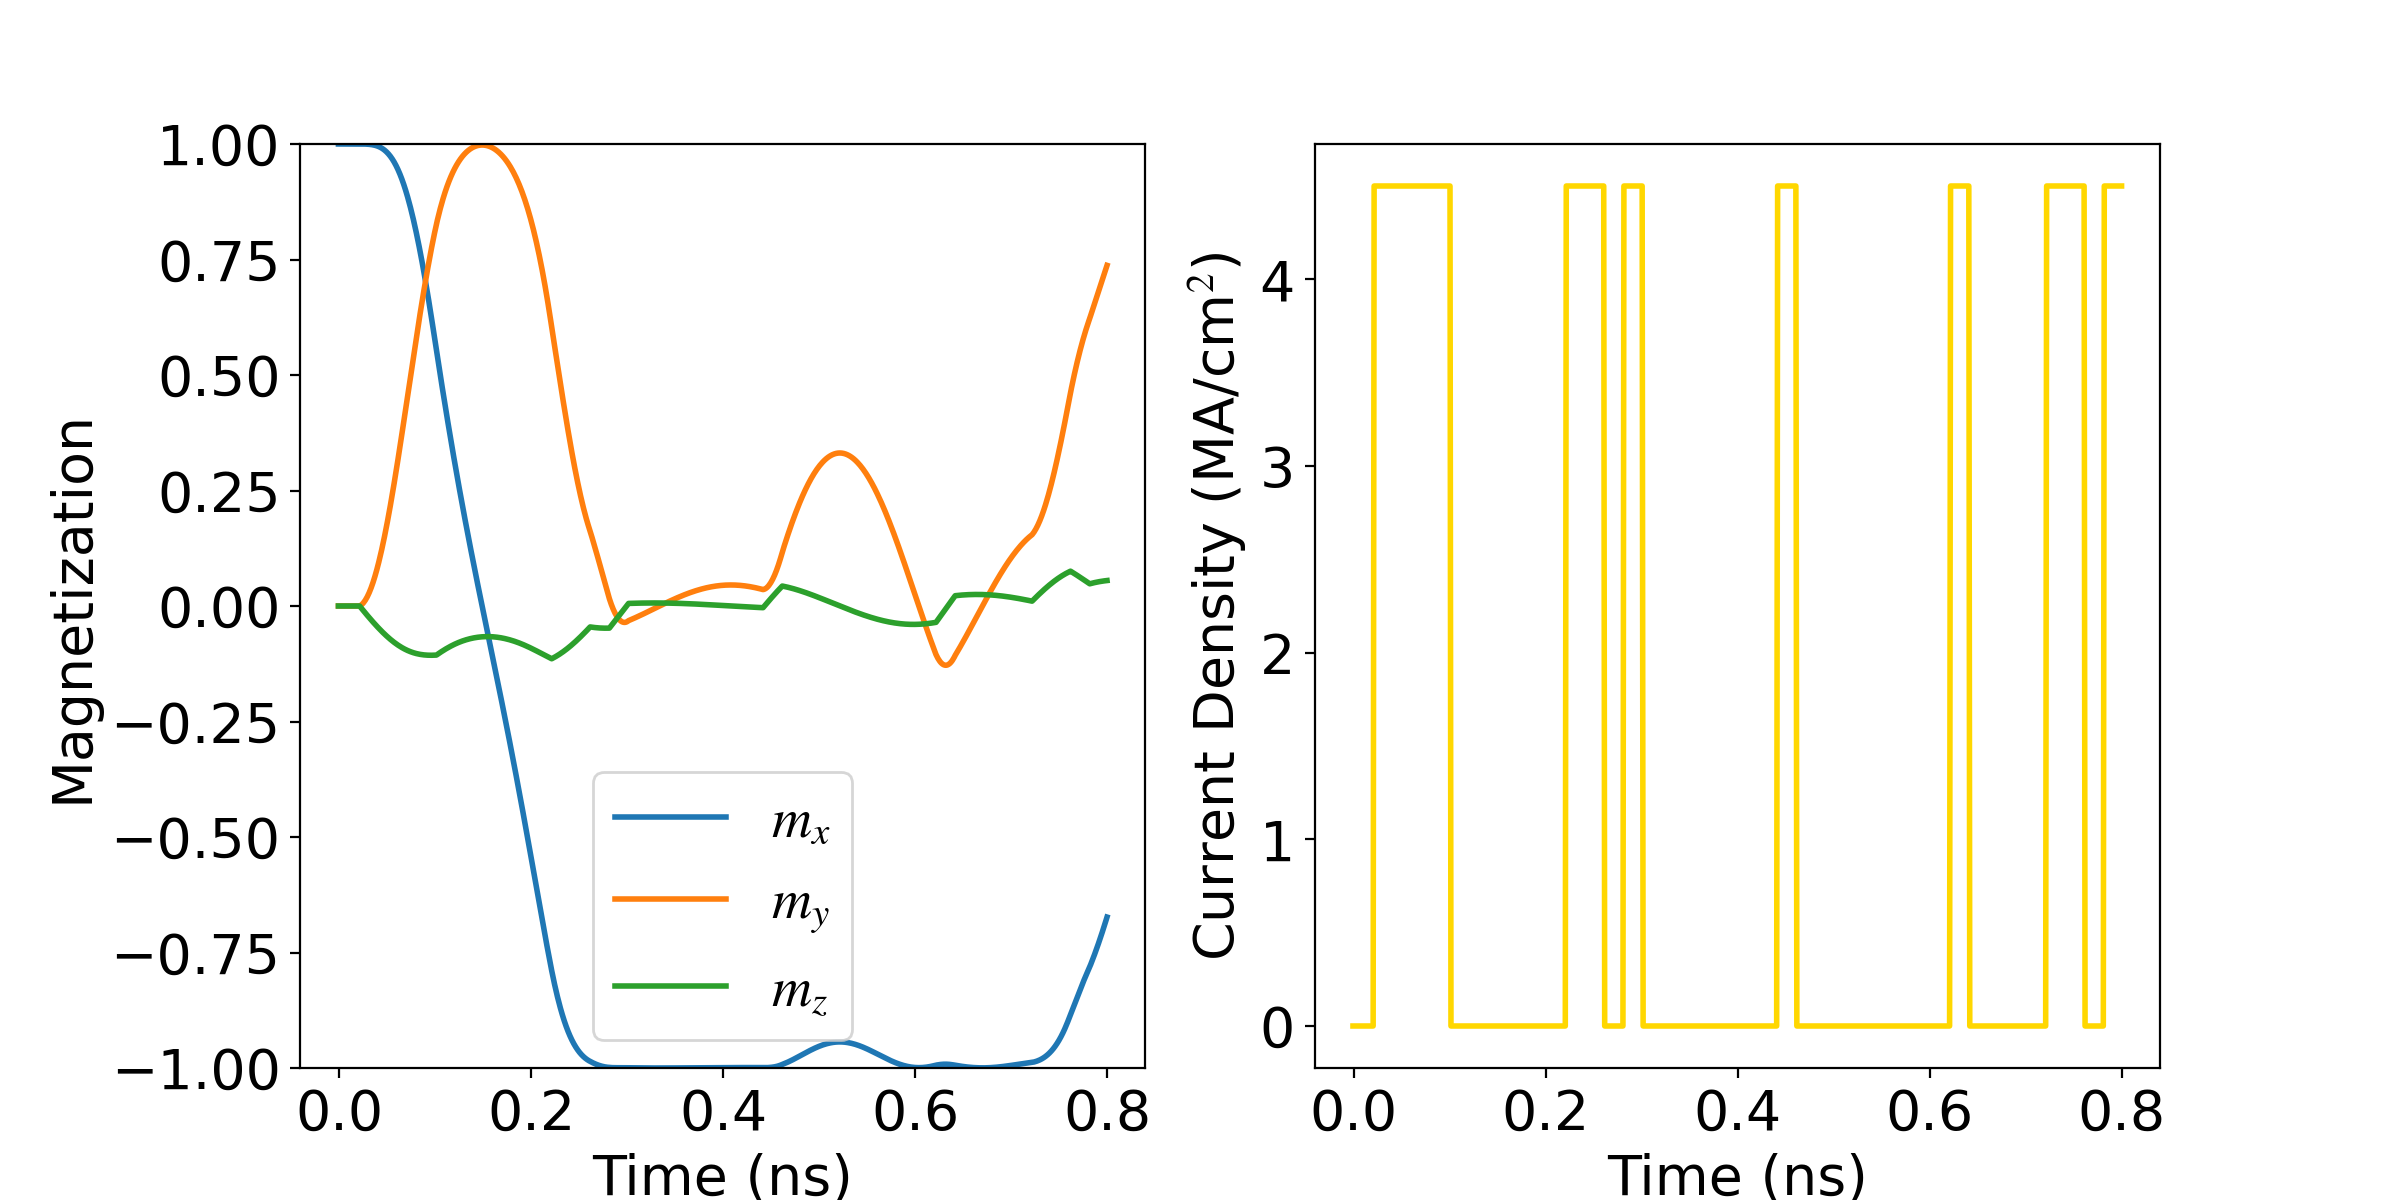 1.00
0.75
0.50
0.25
0.00
−0.25
−0.50
−0.75
−1.00
Magnetization
0.0 0.2 0.4 0.6 0.8
Time (ns)
m_x
m_y
m_z
4
3
2
1
0
Current Density (MA/cm²)
0.0 0.2 0.4 0.6 0.8
Time (ns)